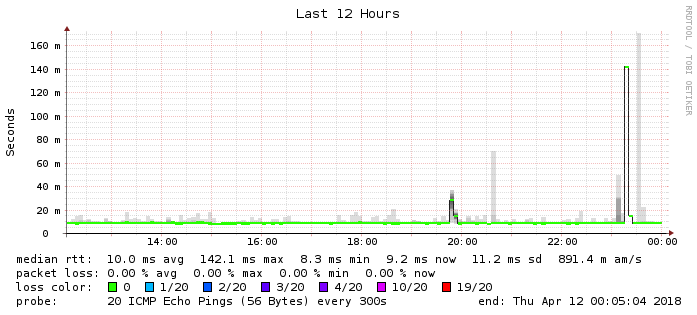 Last 12 Hours
RRDTOOL / TOBI OETIKER
Seconds
160 m
140 m
120 m
100 m
80 m
60 m
40 m
20 m
0
14:00 16:00 18:00 20:00 22:00 00:00
median rtt: 10.0 ms avg 142.1 ms max 8.3 ms min 9.2 ms now 11.2 ms sd 891.4 m am/s
packet loss: 0.00 % avg 0.00 % max 0.00 % min 0.00 % now
loss color: 0 1/20 2/20 3/20 4/20 10/20 19/20
probe: 20 ICMP Echo Pings (56 Bytes) every 300s end: Thu Apr 12 00:05:04 2018